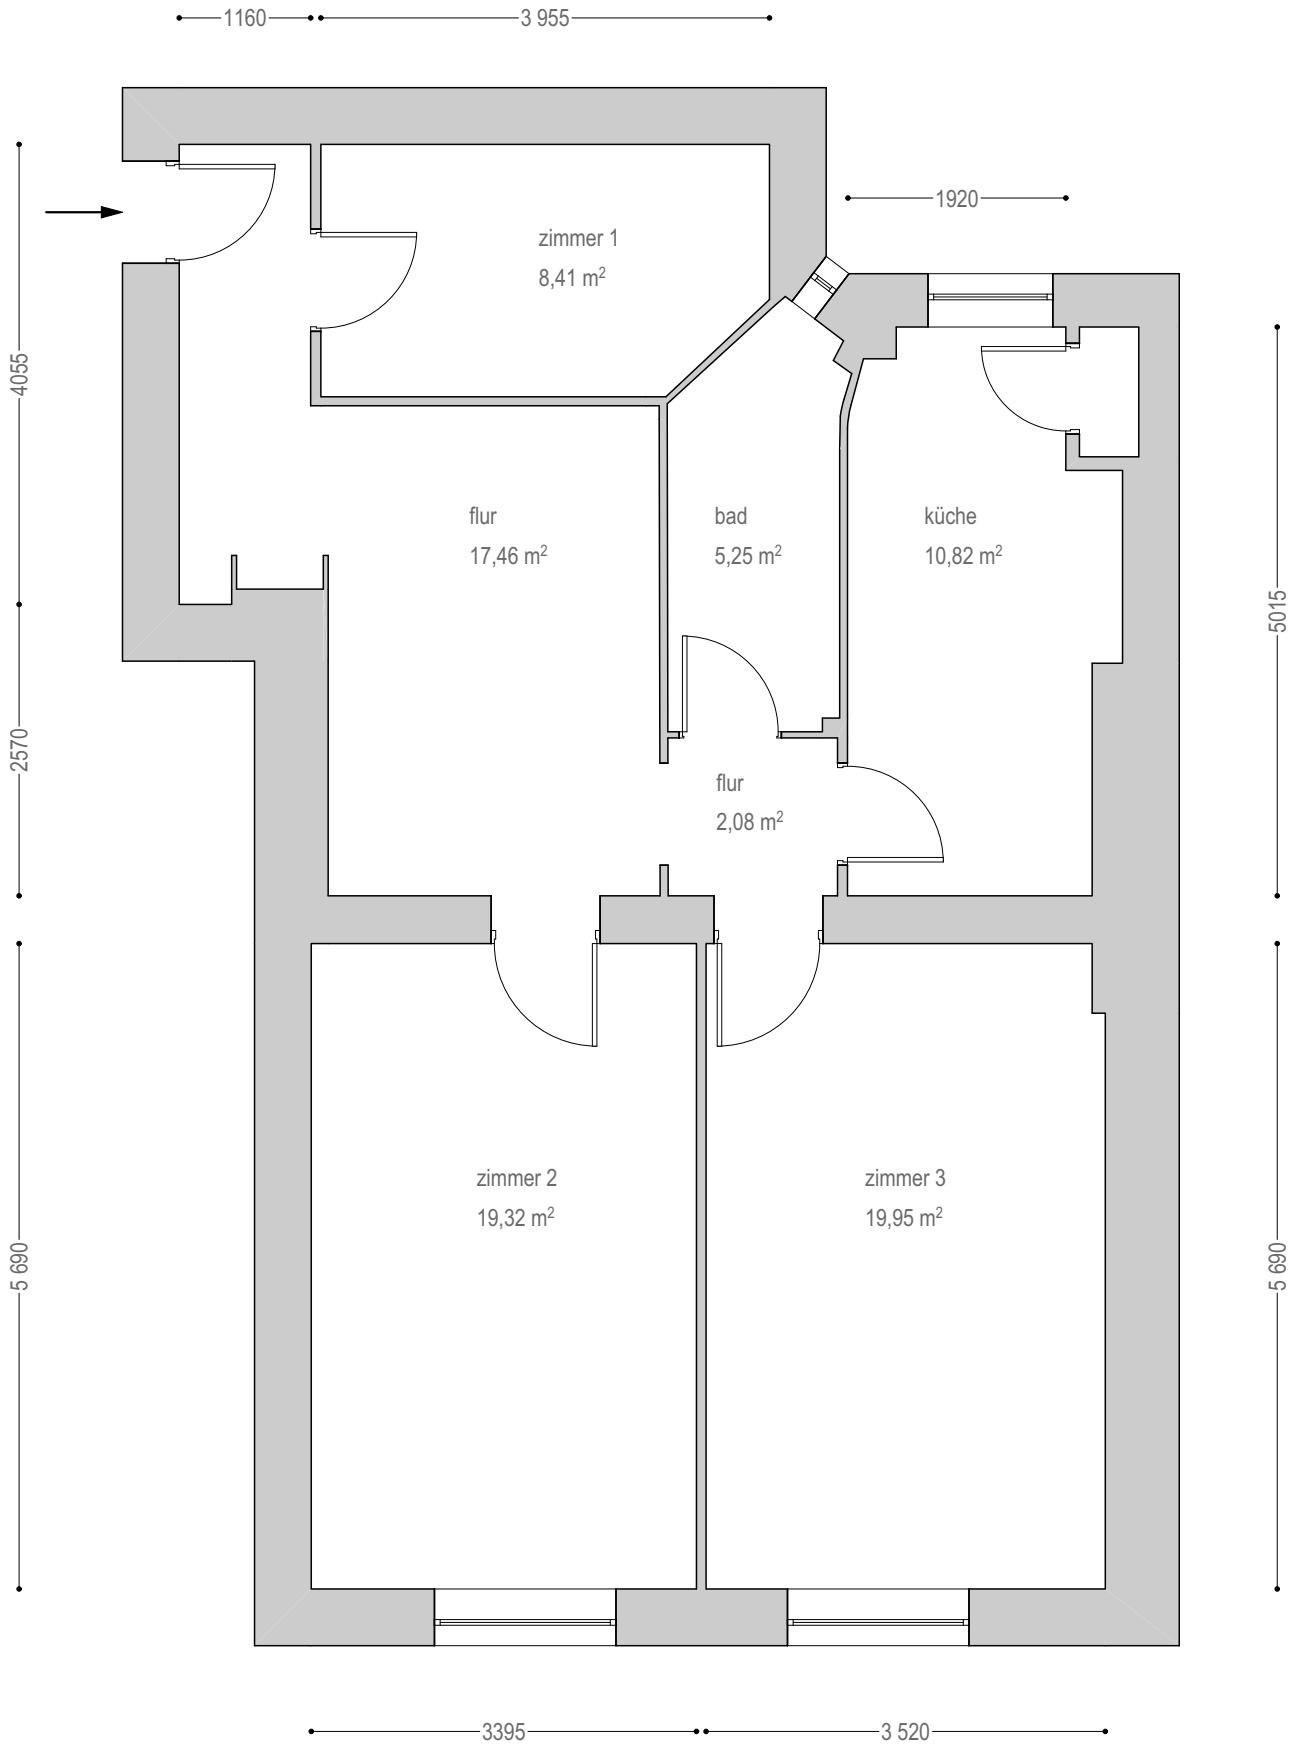 1160
3 955
1920
zimmer 1
8,41 m²
4055
flur
17,46 m²
bad
5,25 m²
küche
10,82 m²
5015
2570
flur
2,08 m²
zimmer 2
19,32 m²
zimmer 3
19,95 m²
5 690
5 690
3395
3 520